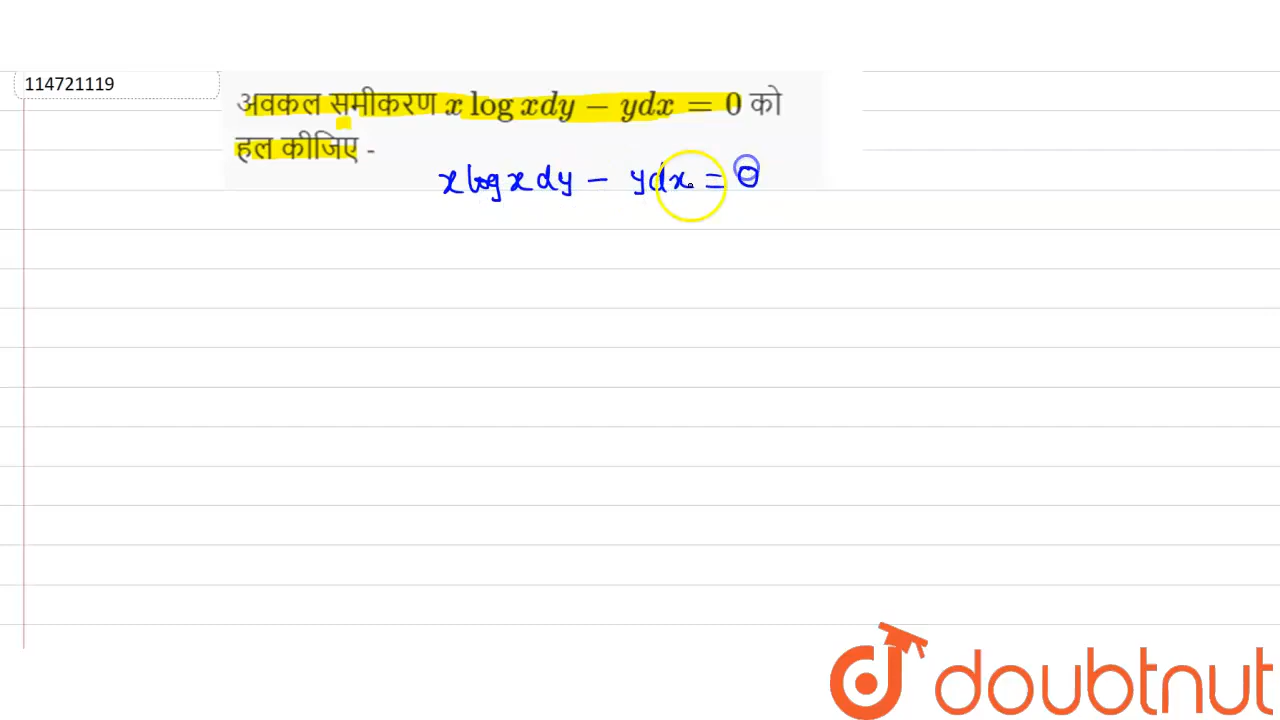 114721119
अवकल समीकरण x log xdy − ydx = 0 को
हल कीजिए -
x log x dy − y dx = 0
doubtnut